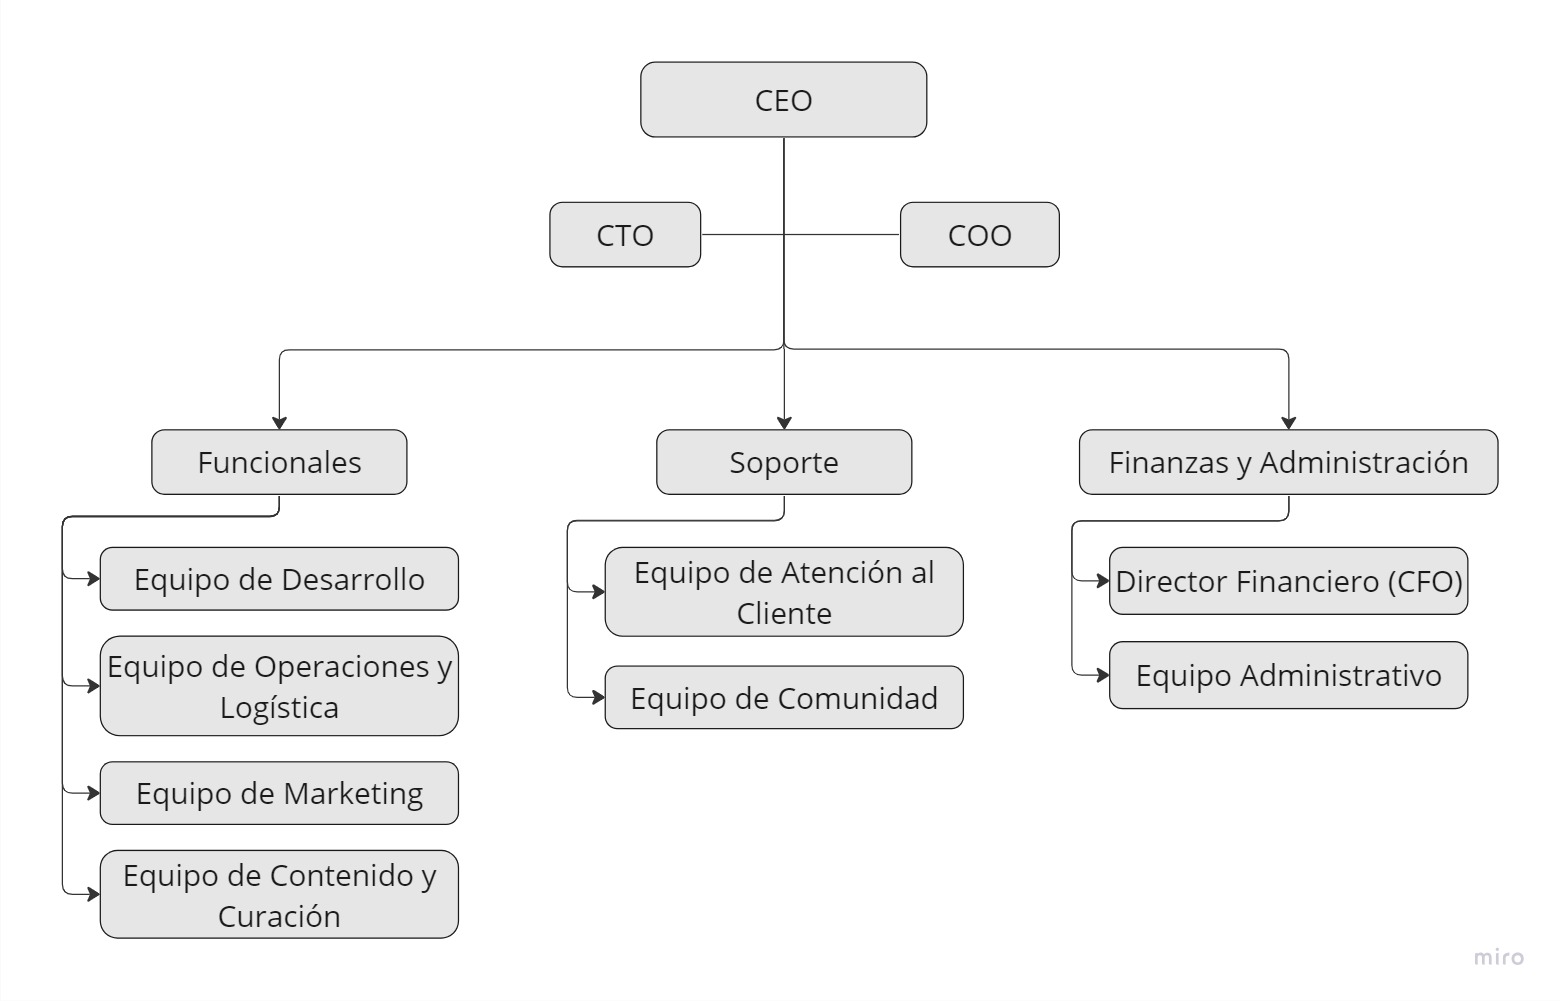 CEO
CTO
COO
Funcionales
Soporte
Finanzas y Administración
Equipo de Desarrollo
Equipo de Operaciones y
Logística
Equipo de Marketing
Equipo de Contenido y
Curación
Equipo de Atención al
Cliente
Equipo de Comunidad
Director Financiero (CFO)
Equipo Administrativo
miro